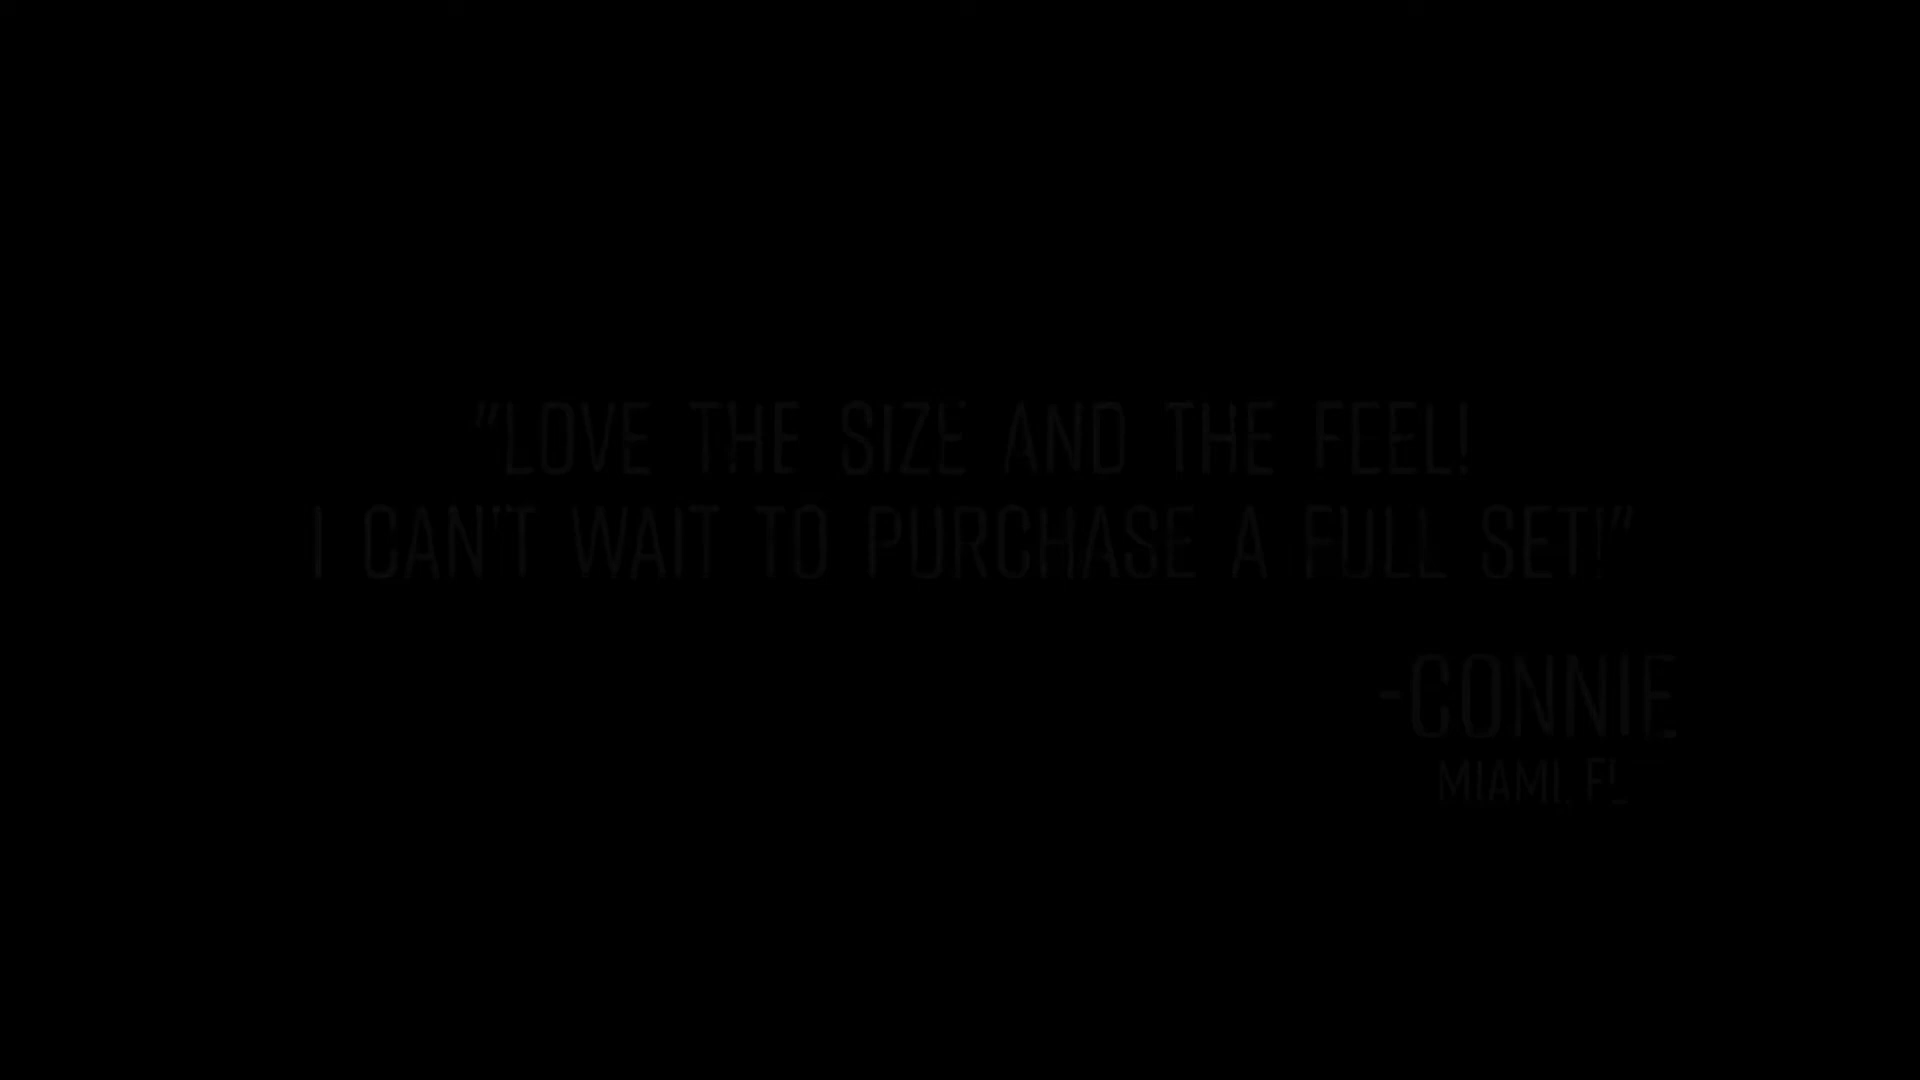 "LOVE THE SIZE AND THE FEEL!
I CAN'T WAIT TO PURCHASE A FULL SET!"
-CONNIE
MIAMI, FL